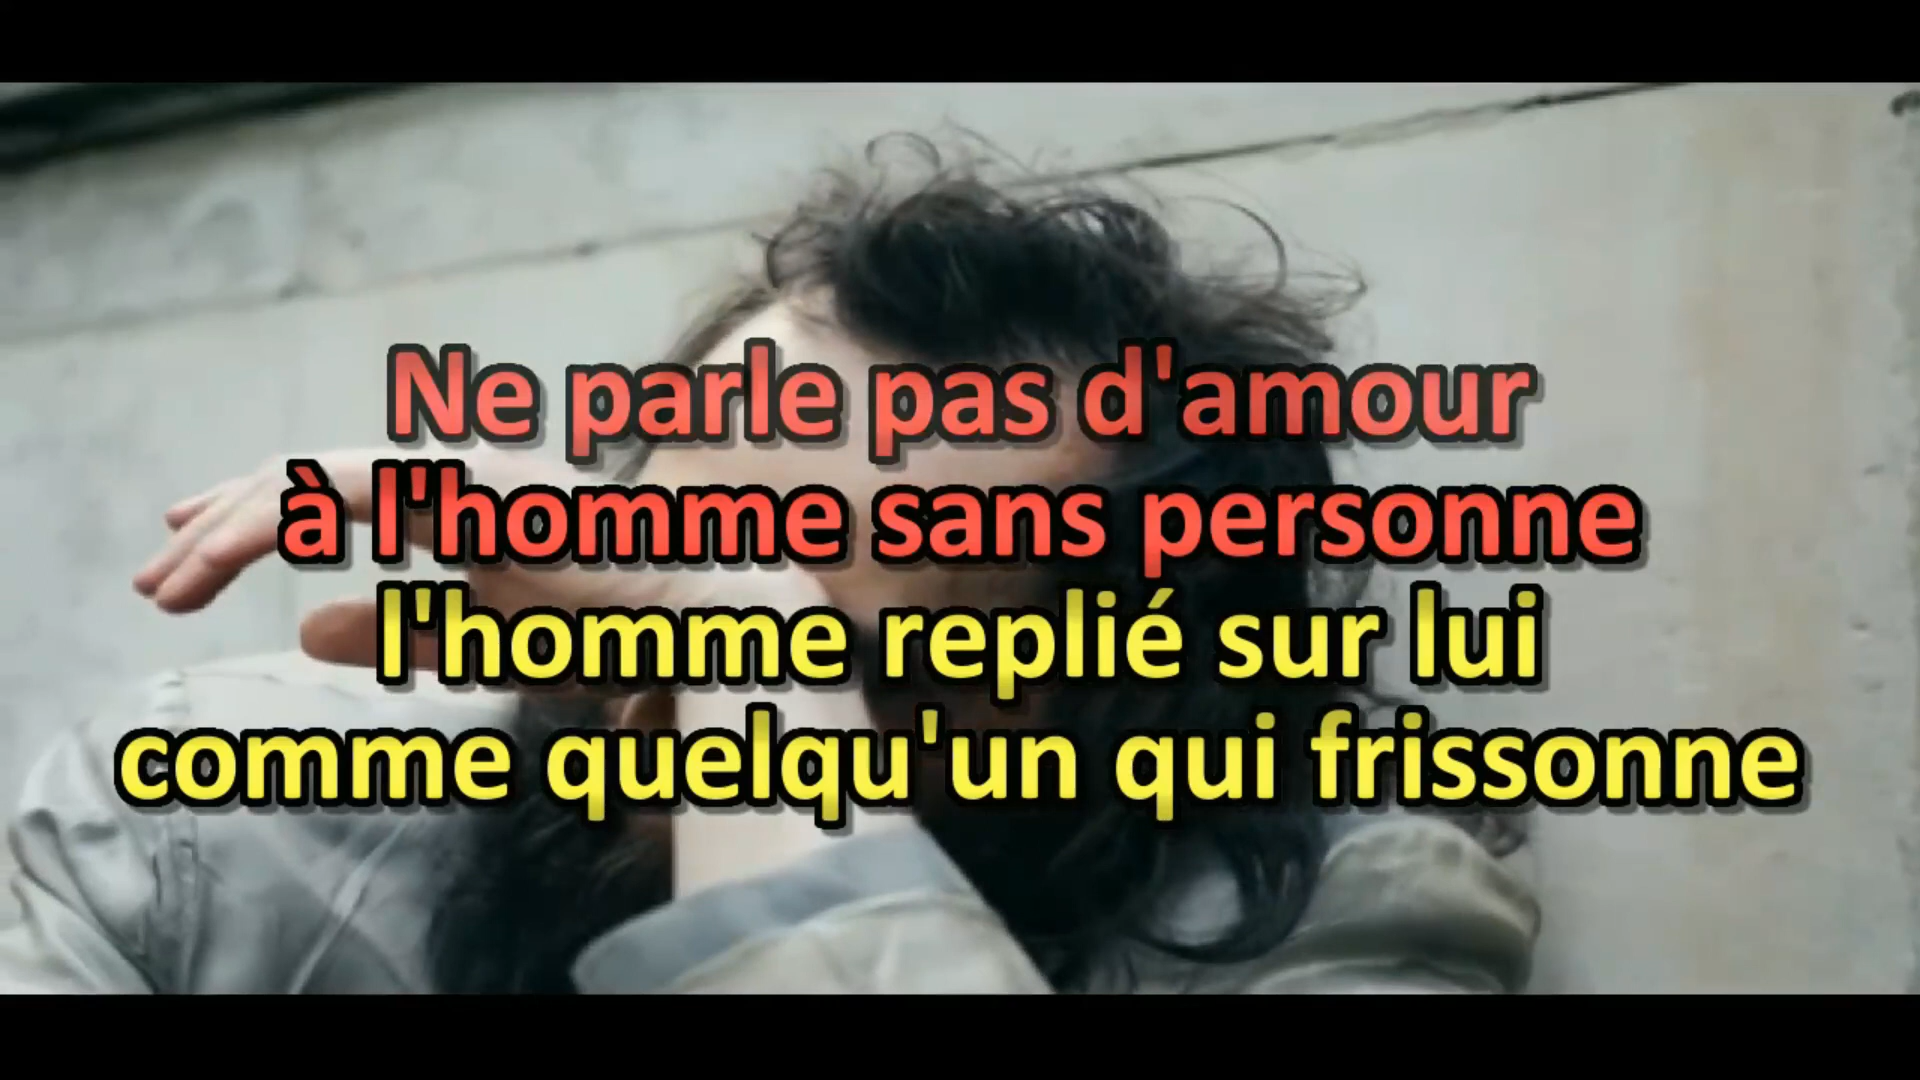 Ne parle pas d'amour
à l'homme sans personne
l'homme replié sur lui
comme quelqu'un qui frissonne